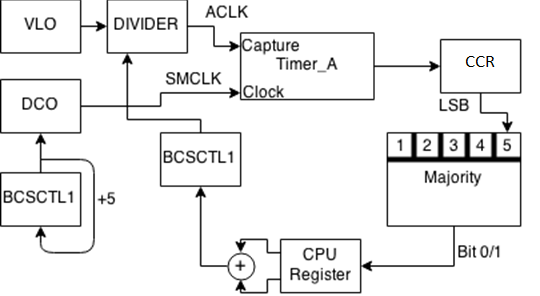 VLO
DIVIDER
ACLK
Capture
Timer_A
Clock
CCR
LSB
DCO
SMCLK
BCSCTL1
+5
BCSCTL1
1 2 3 4 5
Majority
Bit 0/1
CPU
Register
+